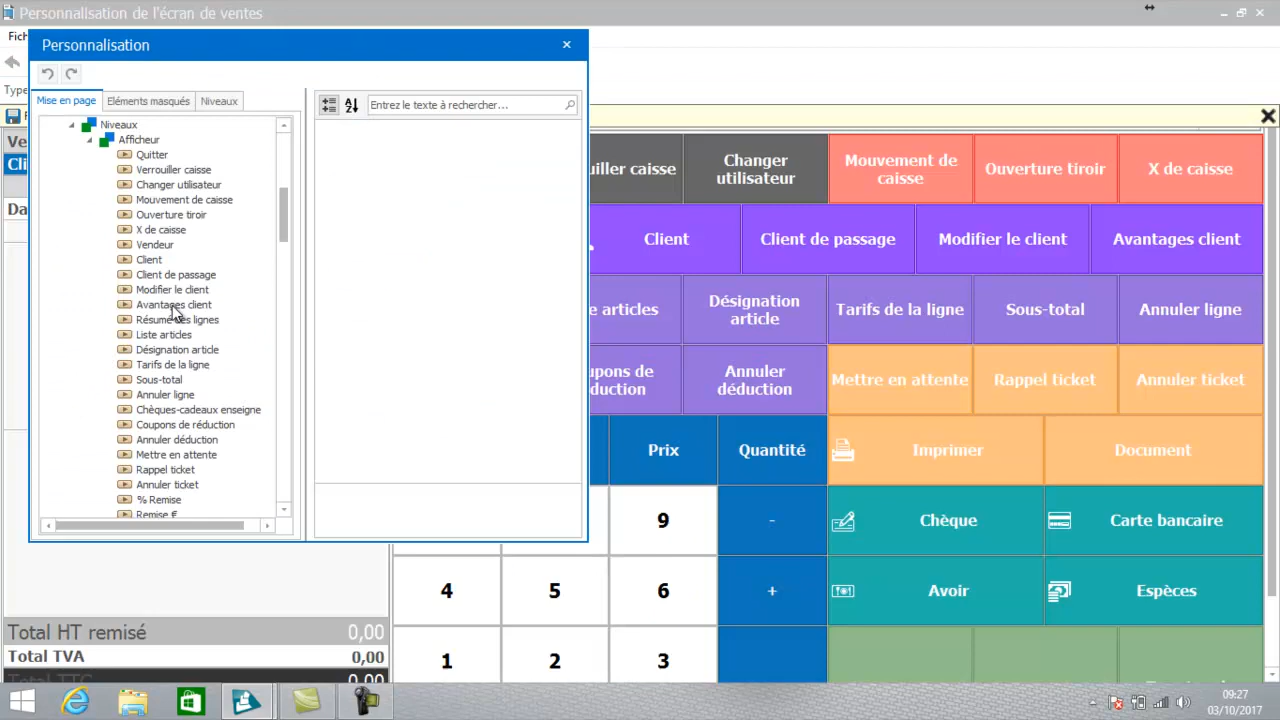 Personnalisation de l'écran de ventes
Fich
Personnalisation
Type
Mise en page
Eléments masqués
Niveaux
Entrez le texte à rechercher...
Niveaux
Afficheur
Quitter
Verrouiller caisse
Changer utilisateur
Mouvement de caisse
Ouverture tiroir
X de caisse
Vendeur
Client
Client de passage
Modifier le client
Avantages client
Résumé des lignes
Liste articles
Désignation article
Tarifs de la ligne
Sous-total
Annuler ligne
Chèques-cadeaux enseigne
Coupons de réduction
Annuler déduction
Mettre en attente
Rappel ticket
Annuler ticket
% Remise
Remise €
Ve
Cli
Da
uiller caisse
Changer
utilisateur
Mouvement de
caisse
Ouverture tiroir
X de caisse
Client
Client de passage
Modifier le client
Avantages client
e articles
Désignation
article
Tarifs de la ligne
Sous-total
Annuler ligne
upons de
duction
Annuler
déduction
Mettre en attente
Rappel ticket
Annuler ticket
Prix
Quantité
Imprimer
Document
9
-
Chèque
Carte bancaire
4
5
6
+
Avoir
Espèces
1
2
3
Total HT remisé 0,00
Total TVA 0,00
Total TTC 0,00
09:27
03/10/2017